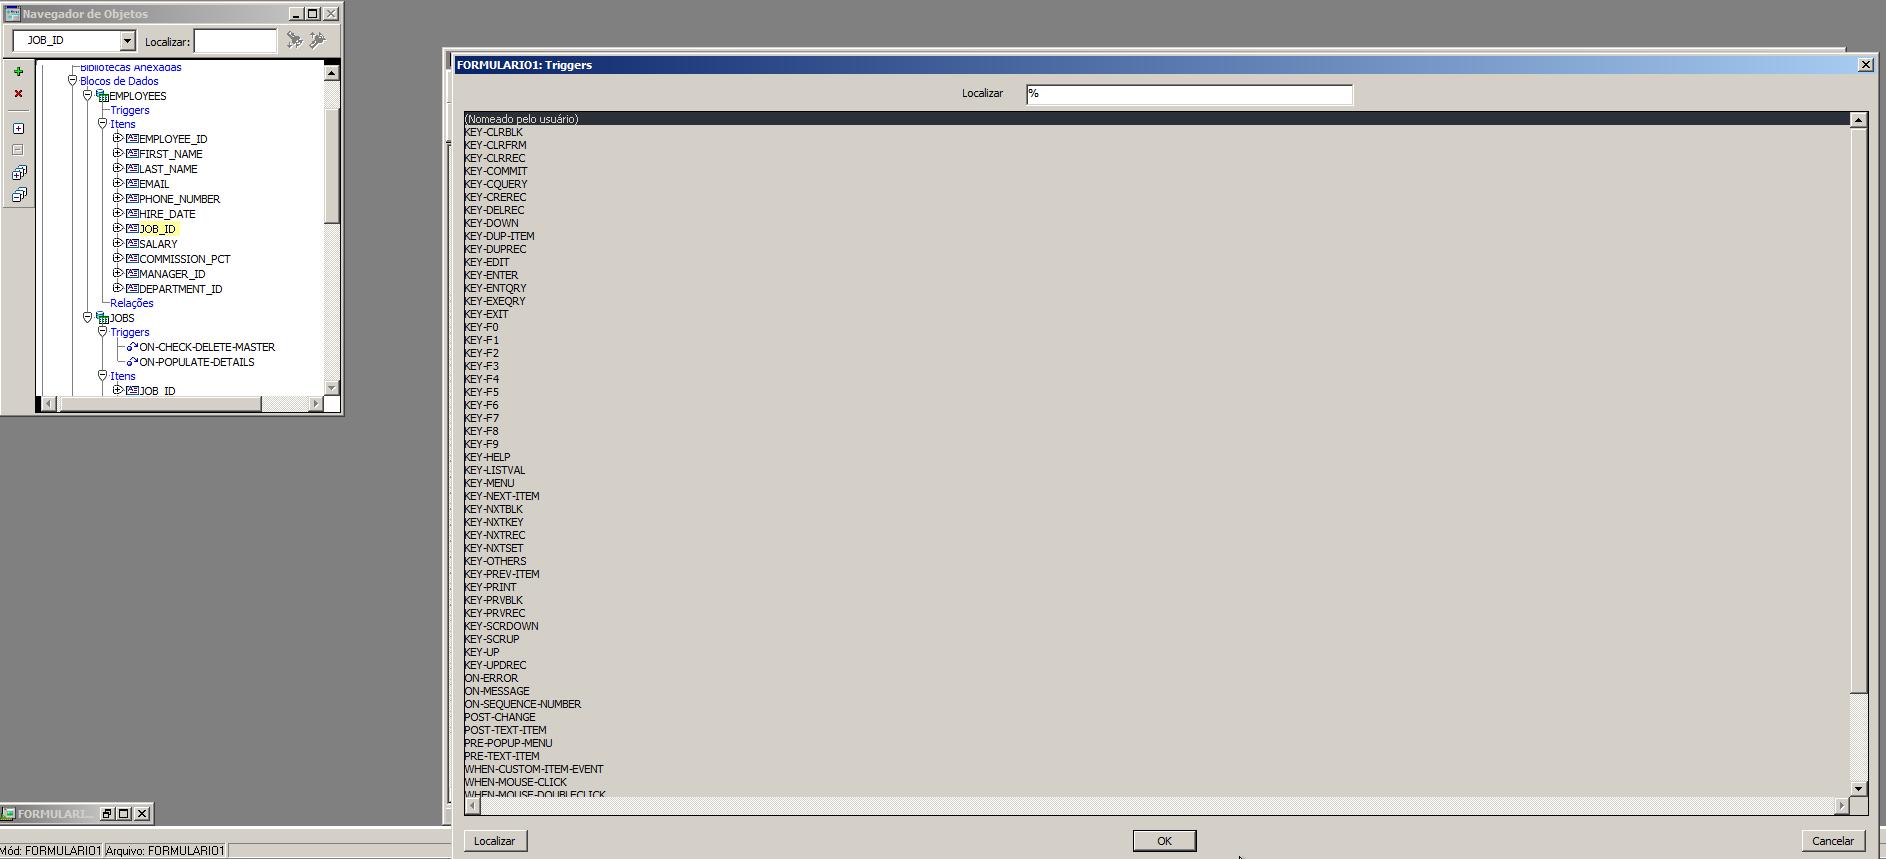 Navegador de Objetos
JOB_ID
Localizar:
Bibliotecas Anexadas
Blocos de Dados
EMPLOYEES
Triggers
Itens
EMPLOYEE_ID
FIRST_NAME
LAST_NAME
EMAIL
PHONE_NUMBER
HIRE_DATE
JOB_ID
SALARY
COMMISSION_PCT
MANAGER_ID
DEPARTMENT_ID
Relações
JOBS
Triggers
ON-CHECK-DELETE-MASTER
ON-POPULATE-DETAILS
Itens
JOB_ID
FORMULARI...
Mód: FORMULARIO1 Arquivo: FORMULARIO1
FORMULARIO1: Triggers
Localizar %
(Nomeado pelo usuário)
KEY-CLRBLK
KEY-CLRFRM
KEY-CLRREC
KEY-COMMIT
KEY-CQUERY
KEY-CREREC
KEY-DELREC
KEY-DOWN
KEY-DUP-ITEM
KEY-DUPREC
KEY-EDIT
KEY-ENTER
KEY-ENTQRY
KEY-EXEQRY
KEY-EXIT
KEY-F0
KEY-F1
KEY-F2
KEY-F3
KEY-F4
KEY-F5
KEY-F6
KEY-F7
KEY-F8
KEY-F9
KEY-HELP
KEY-LISTVAL
KEY-MENU
KEY-NEXT-ITEM
KEY-NXTBLK
KEY-NXTKEY
KEY-NXTREC
KEY-NXTSET
KEY-OTHERS
KEY-PREV-ITEM
KEY-PRINT
KEY-PRVBLK
KEY-PRVREC
KEY-SCRDOWN
KEY-SCRUP
KEY-UP
KEY-UPDREC
ON-ERROR
ON-MESSAGE
ON-SEQUENCE-NUMBER
POST-CHANGE
POST-TEXT-ITEM
PRE-POPUP-MENU
PRE-TEXT-ITEM
WHEN-CUSTOM-ITEM-EVENT
WHEN-MOUSE-CLICK
WHEN-MOUSE-DOUBLECLICK
Localizar OK Cancelar